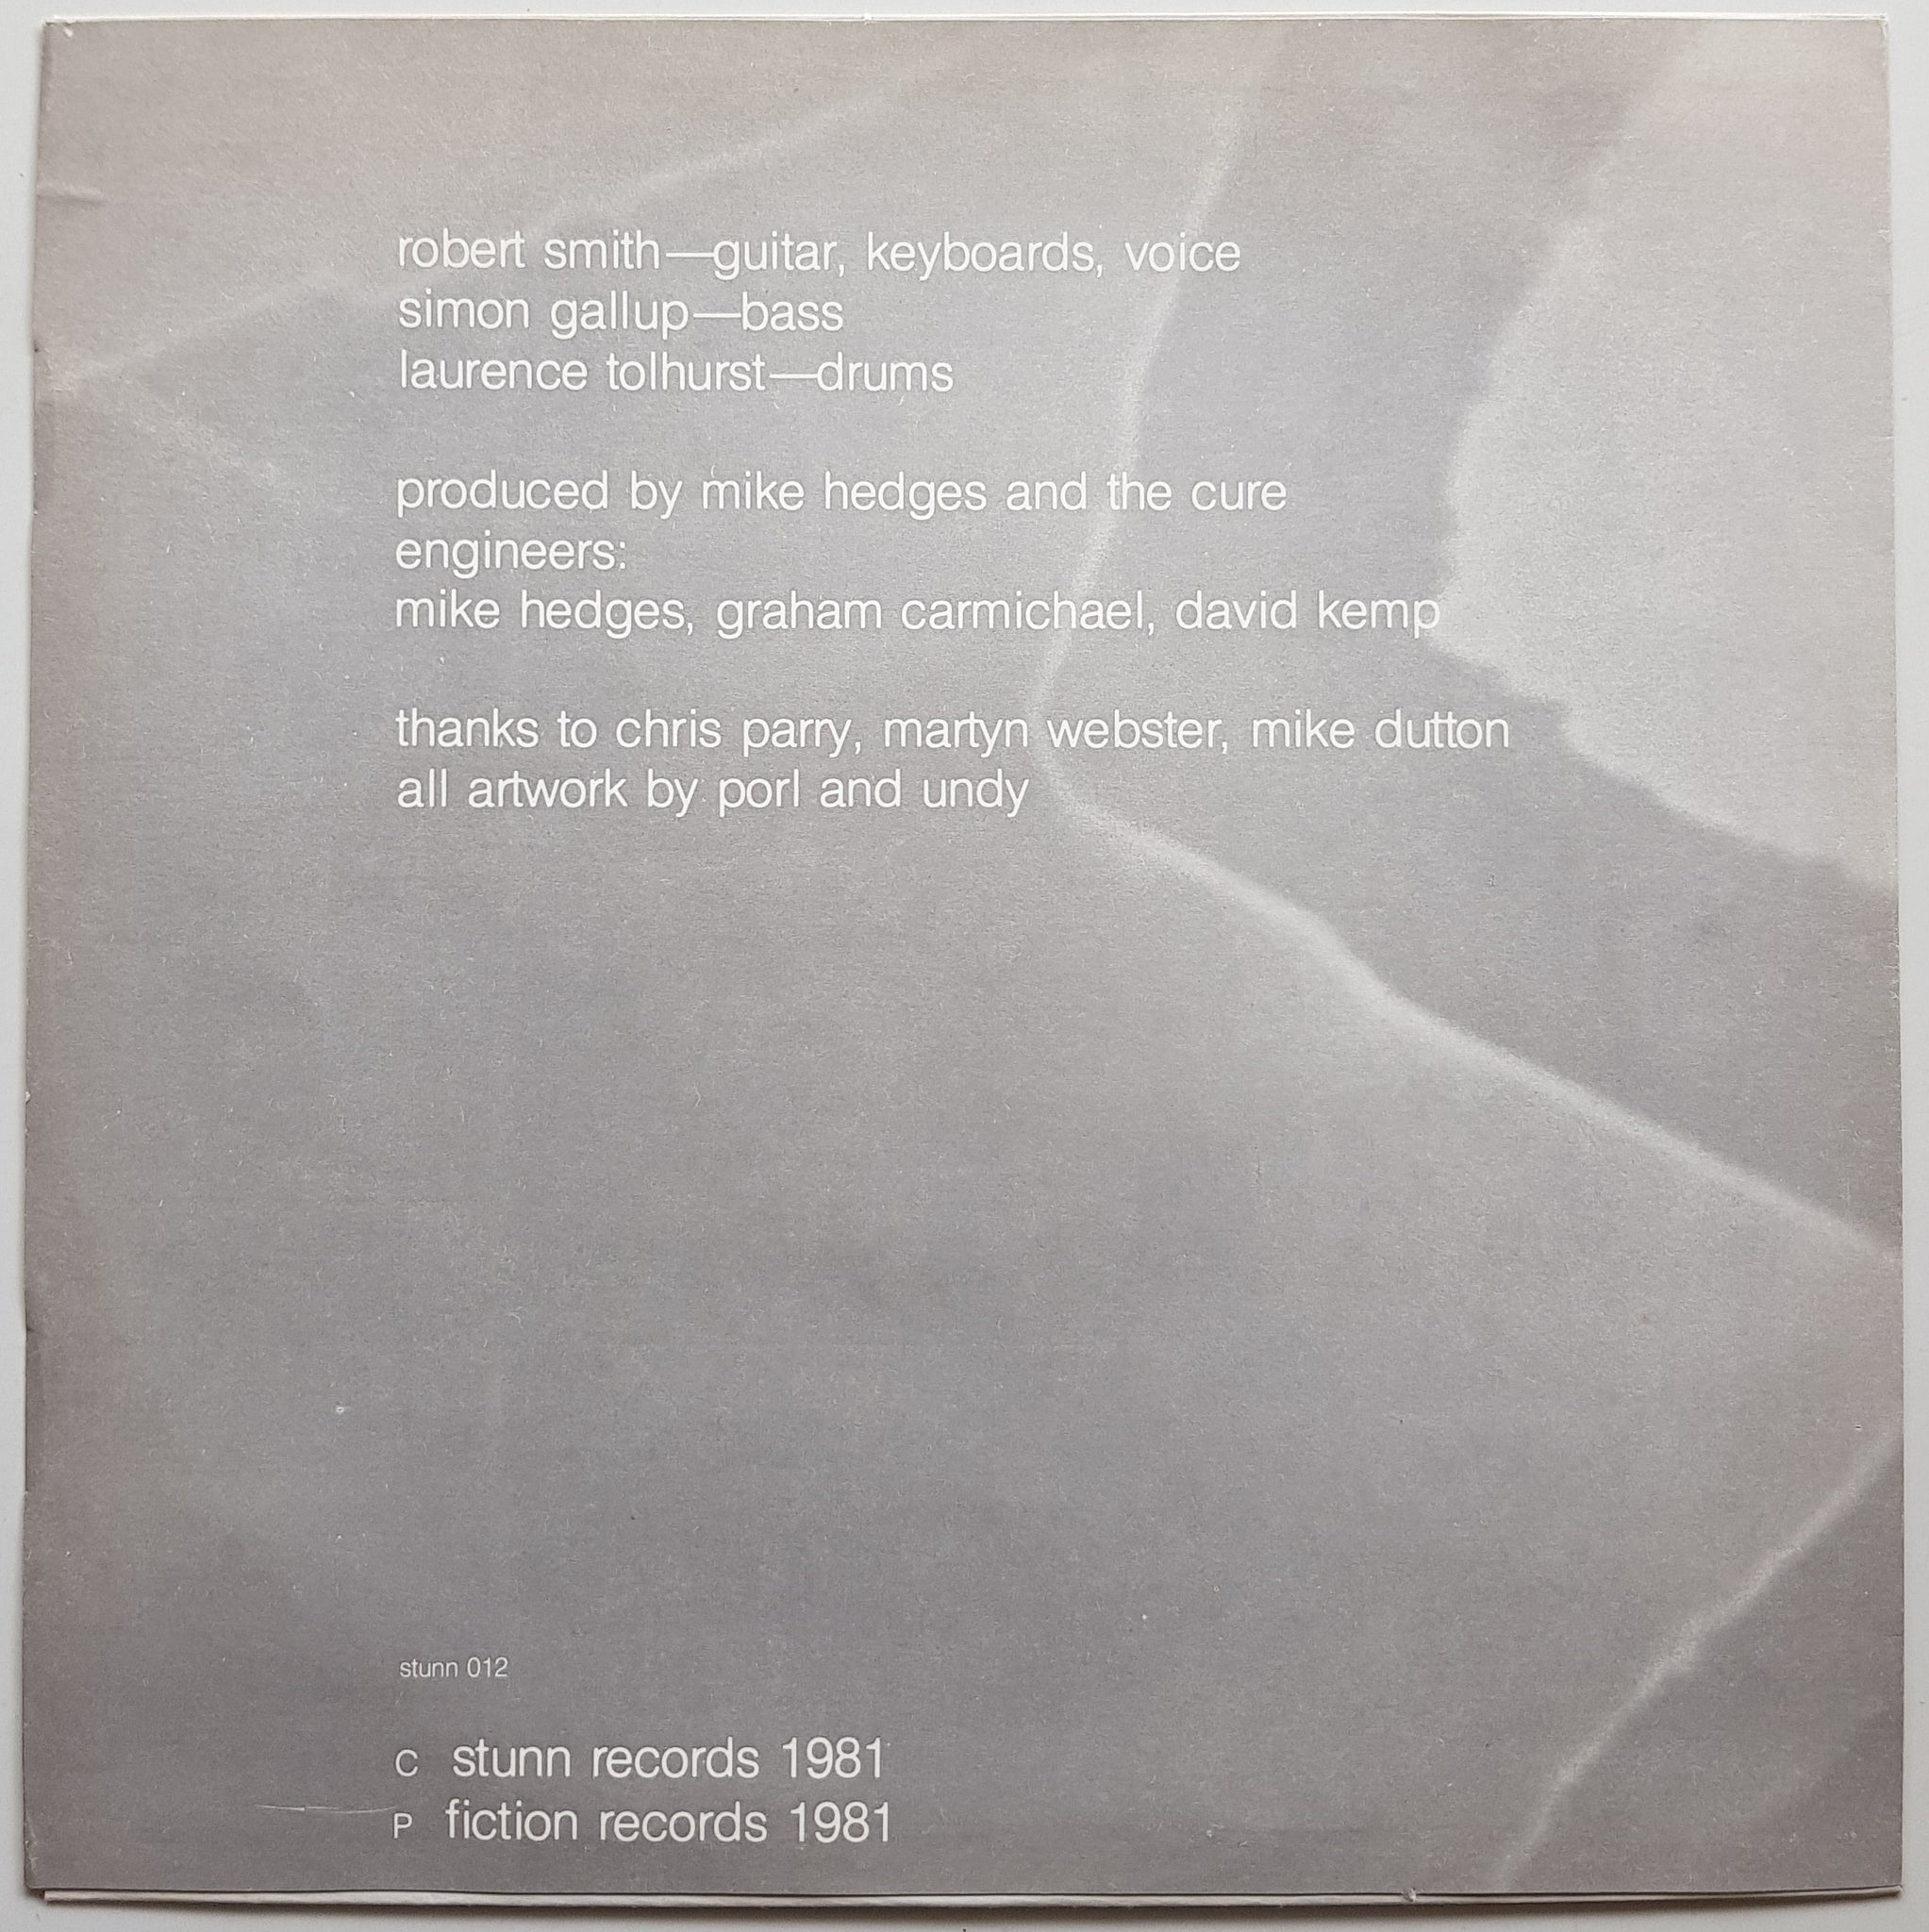 robert smith—guitar, keyboards, voice
simon gallup—bass
laurence tolhurst—drums
produced by mike hedges and the cure
engineers:
mike hedges, graham carmichael, david kemp
thanks to chris parry, martyn webster, mike dutton
all artwork by porl and undy
stunn 012
C stunn records 1981
P fiction records 1981